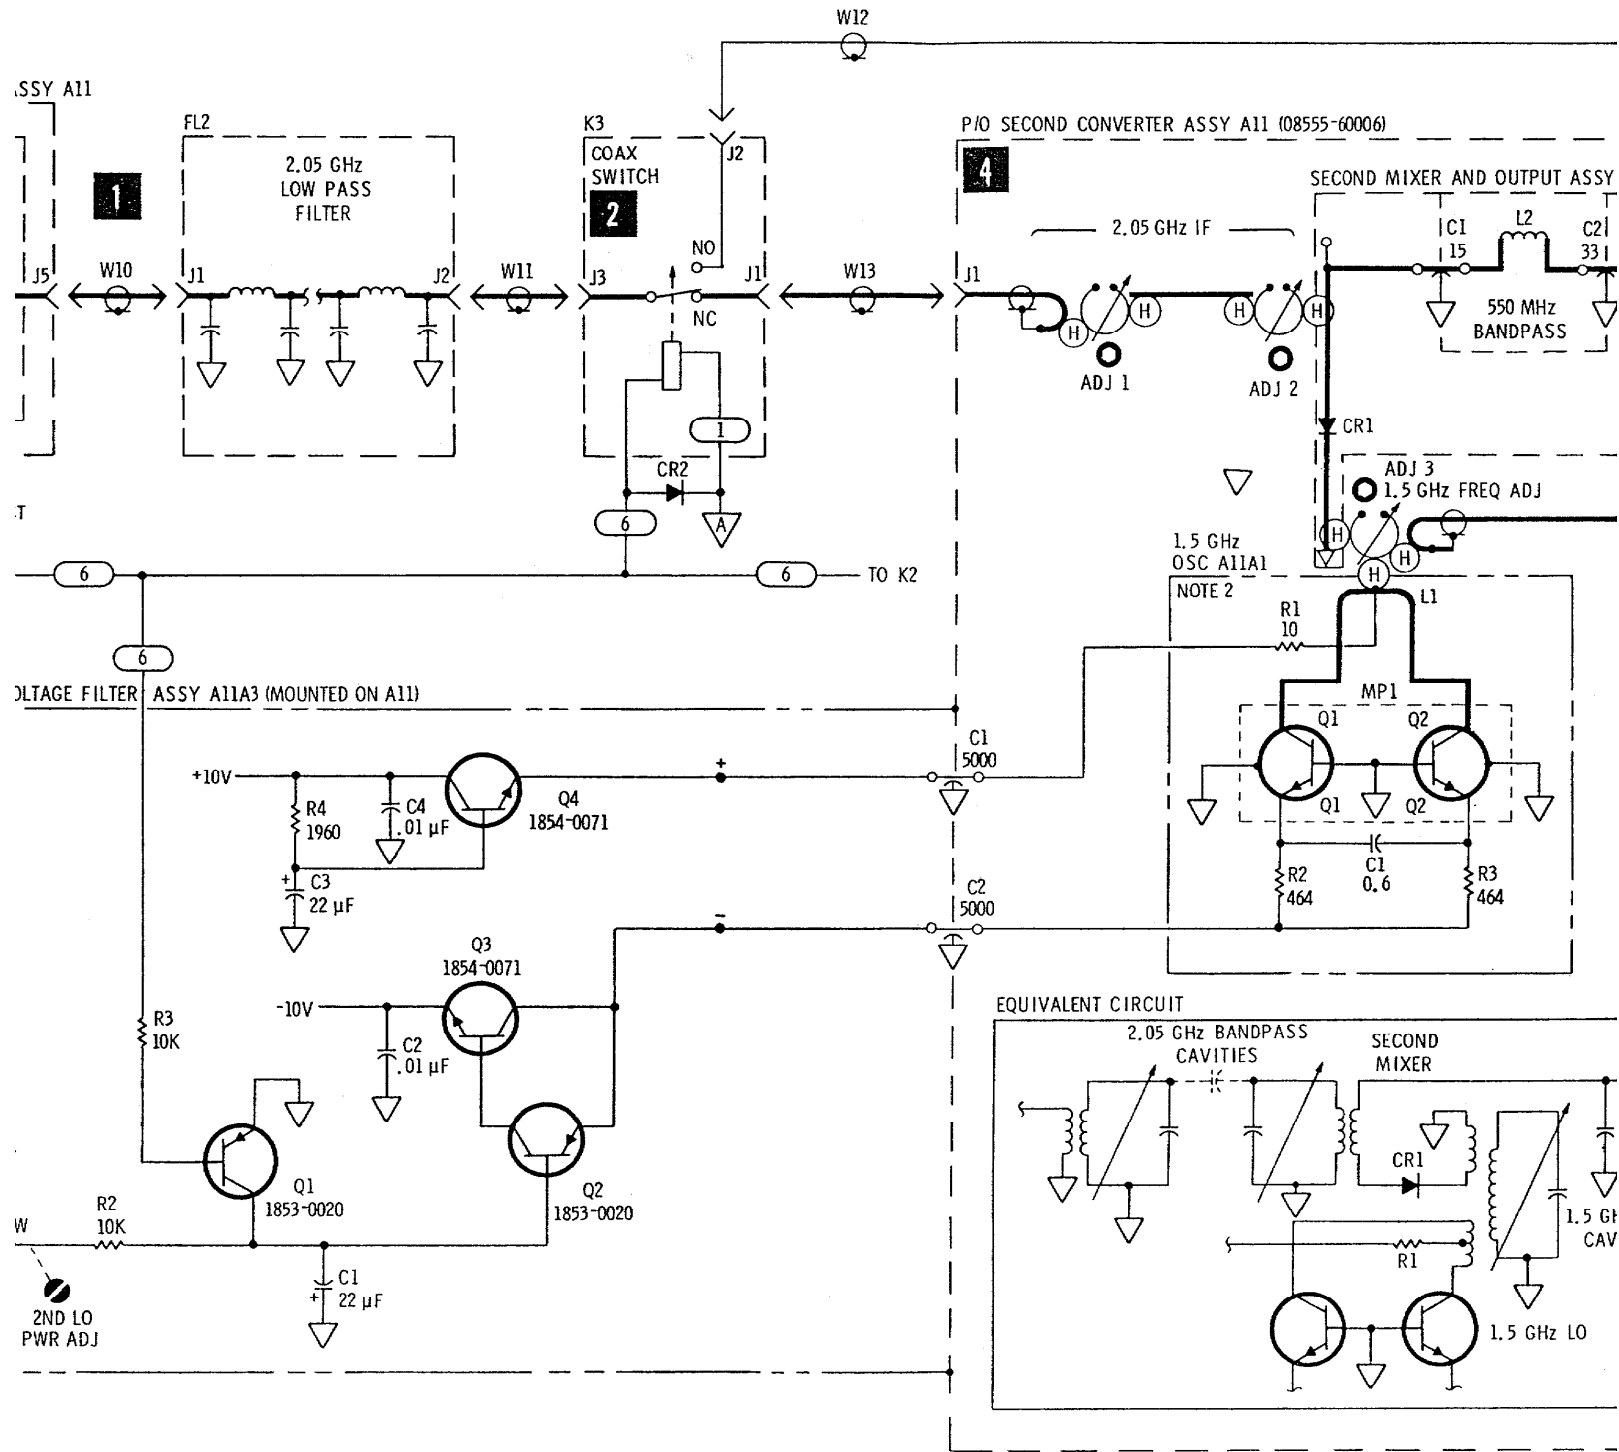 W12
ASSY A11
FL2
K3
P/O SECOND CONVERTER ASSY A11 (08555-60006)
2.05 GHz
LOW PASS
FILTER
COAX
SWITCH
J2
1
2
4
SECOND MIXER AND OUTPUT ASSY
NO
2.05 GHz IF
C1
15
L2
C2
33
J5
W10
J1
J2
W11
J3
J1
W13
J1
NC
H
H
H
H
550 MHz
BANDPASS
ADJ 1
ADJ 2
1
CR1
CR2
ADJ 3
1.5 GHz FREQ ADJ
6
A
T
H
H
H
1.5 GHz
OSC A11A1
NOTE 2
6
6
TO K2
R1
10
L1
6
OLTAGE FILTER ASSY A11A3 (MOUNTED ON A11)
MP1
Q1
Q2
C1
5000
+10V
+
R4
1960
C4
.01 µF
Q4
1854-0071
Q1
Q2
+
C3
22 µF
C1
0.6
R2
464
R3
464
C2
5000
-
Q3
1854-0071
-10V
EQUIVALENT CIRCUIT
R3
10K
C2
.01 µF
2.05 GHz BANDPASS
CAVITIES
SECOND
MIXER
CR1
Q1
1853-0020
Q2
1853-0020
W
R2
10K
1.5 GH
CAV
R1
C1
22 µF
+
2ND LO
PWR ADJ
1.5 GHz LO